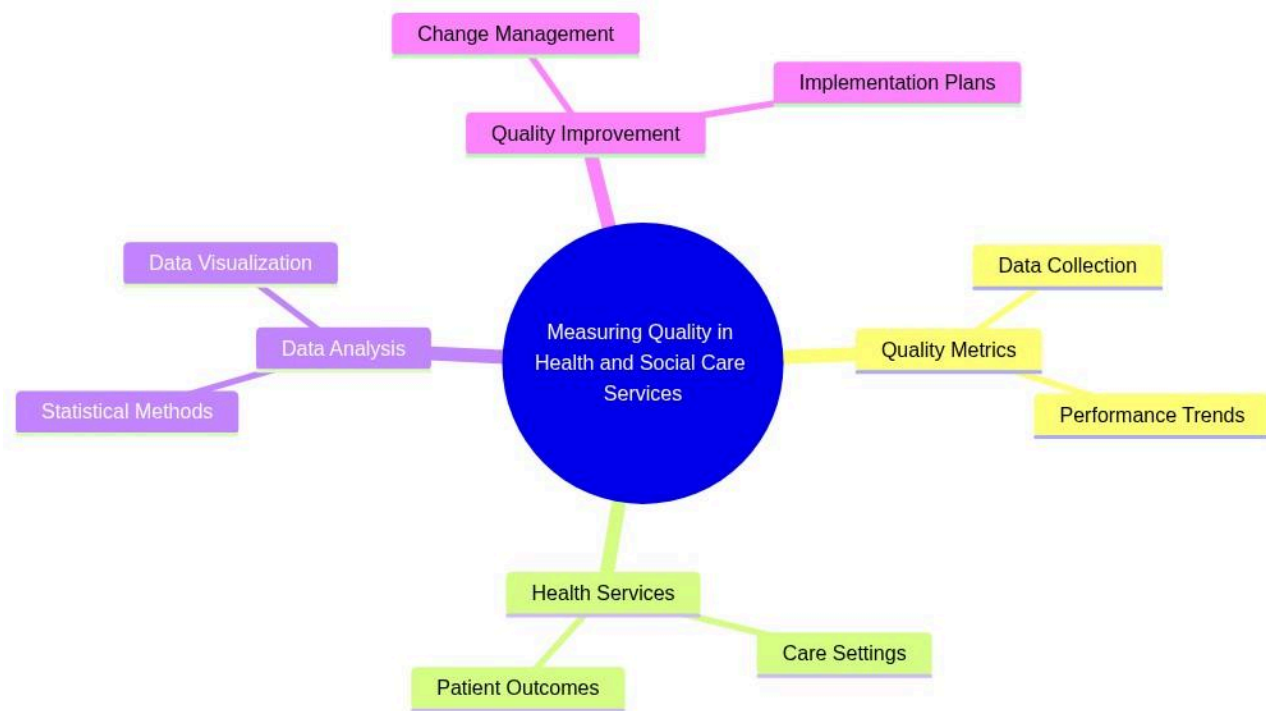 Change Management
Implementation Plans
Quality Improvement
Data Visualization
Data Collection
Measuring Quality in
Health and Social Care
Services
Data Analysis
Quality Metrics
Statistical Methods
Performance Trends
Health Services
Care Settings
Patient Outcomes